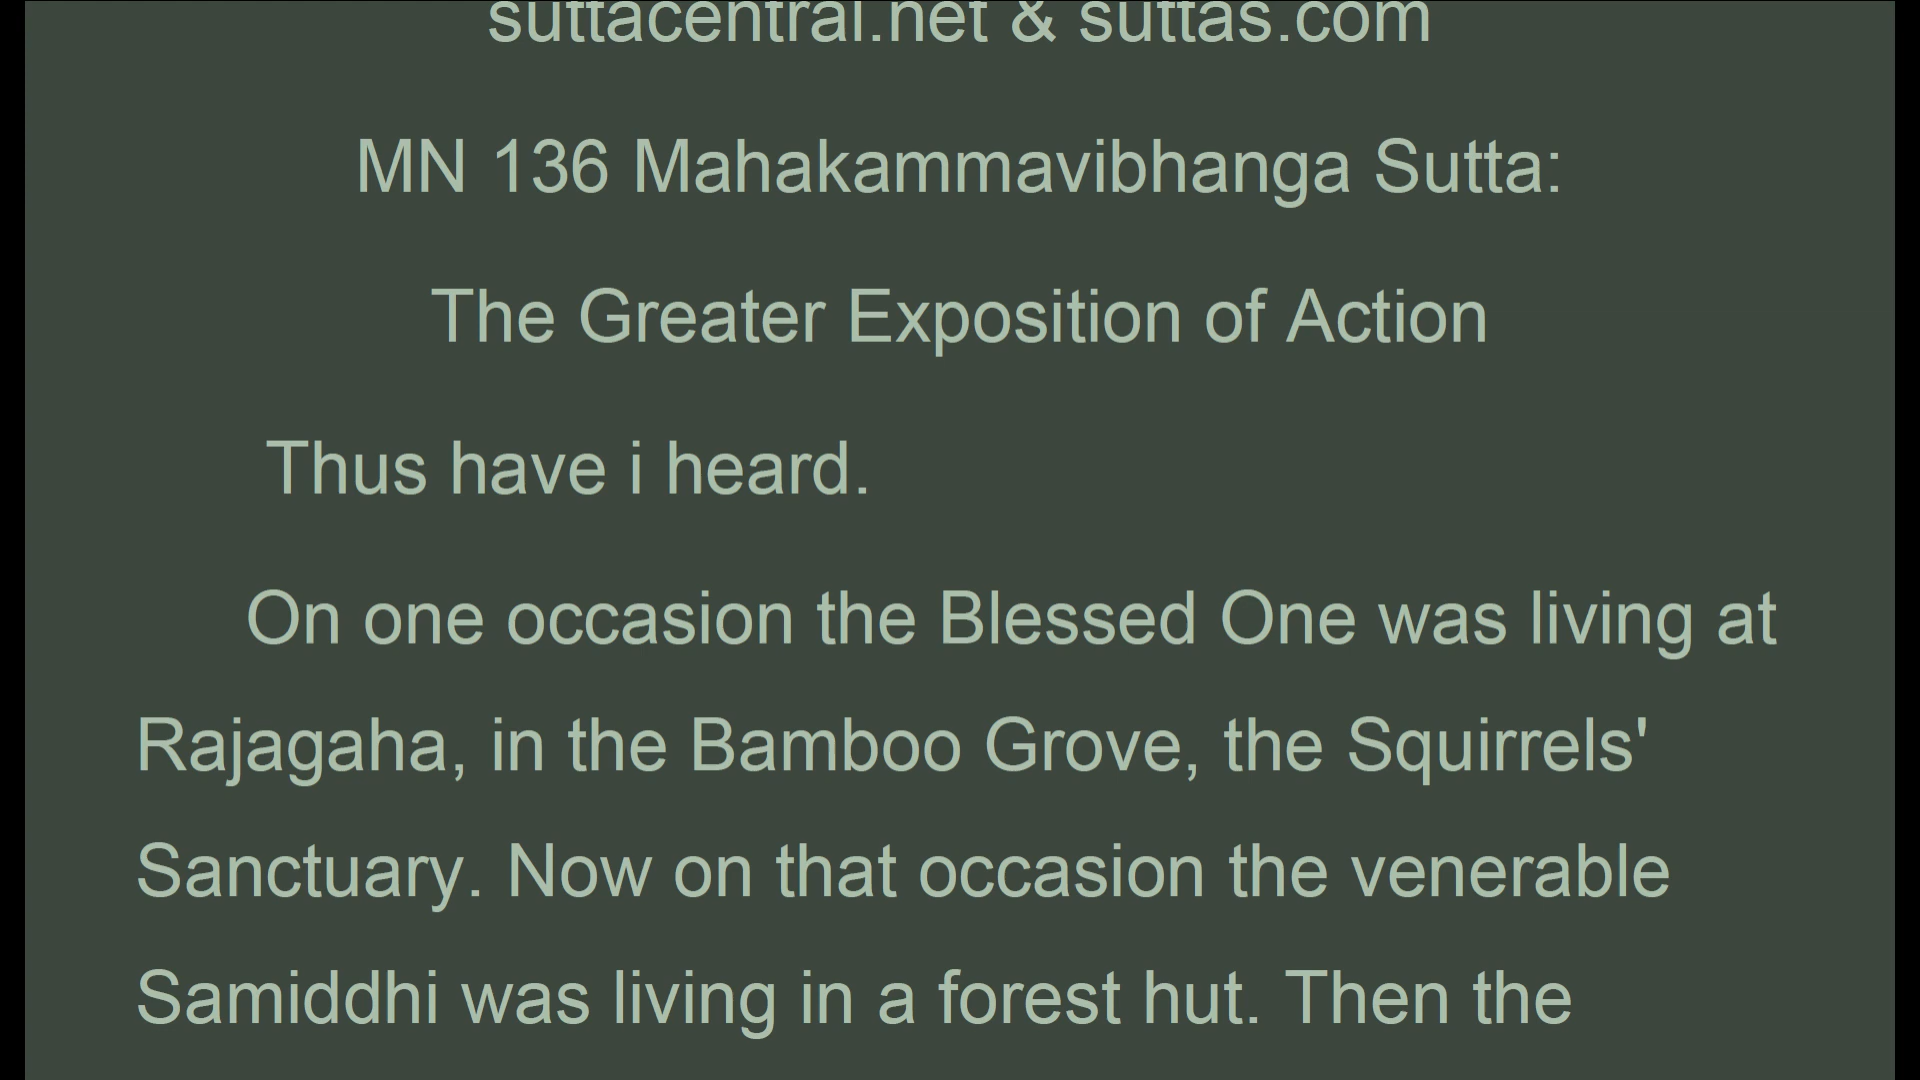 suttacentral.net & suttas.com
MN 136 Mahakammavibhanga Sutta:
The Greater Exposition of Action
Thus have i heard.
On one occasion the Blessed One was living at
Rajagaha, in the Bamboo Grove, the Squirrels'
Sanctuary. Now on that occasion the venerable
Samiddhi was living in a forest hut. Then the